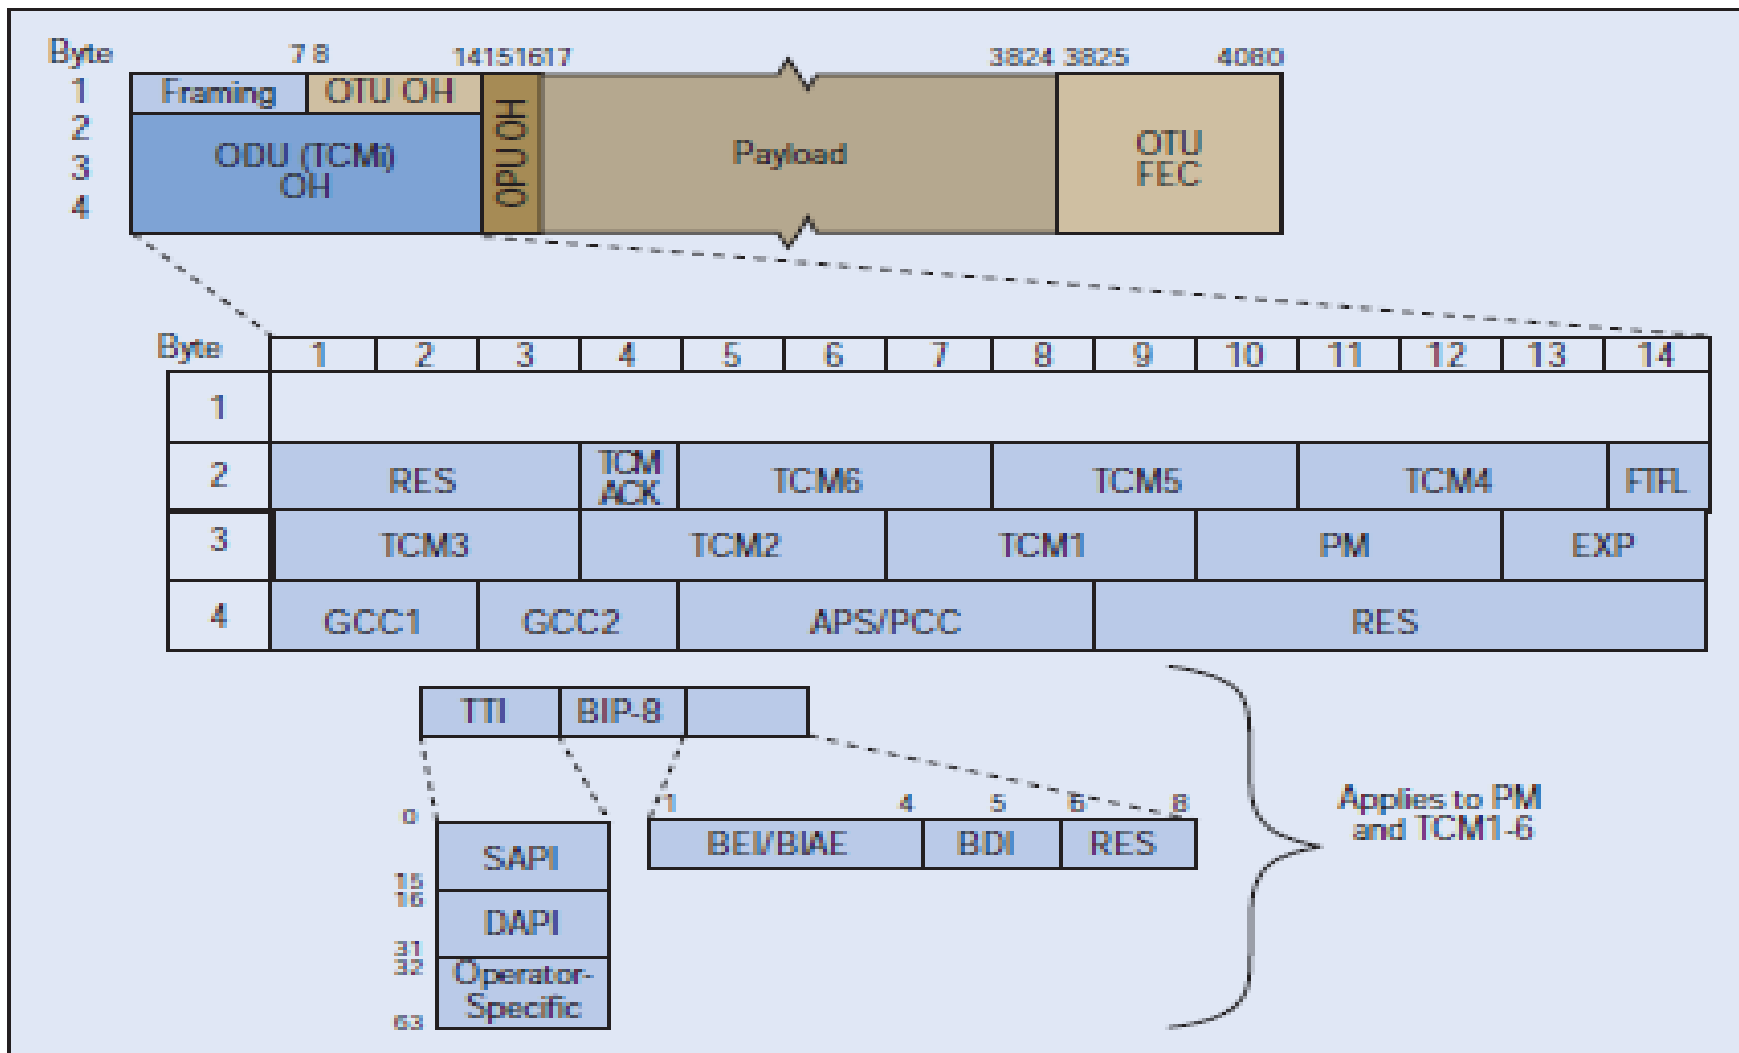 Byte
7 8
14151617
3824 3825
4080
1
Framing
OTU OH
OPU OH
Payload
OTU
FEC
2
3
4
ODU (TCMi)
OH
Byte
1 2 3 4 5 6 7 8 9 10 11 12 13 14
1
2
RES
TCM
ACK
TCM6
TCM5
TCM4
FTFL
3
TCM3
TCM2
TCM1
PM
EXP
4
GCC1
GCC2
APS/PCC
RES
TTI
BIP-8
1 4 5 6 8
BEI/BIAE
BDI
RES
0
SAPI
15
16
DAPI
31
32
Operator-
Specific
63
Applies to PM
and TCM1-6